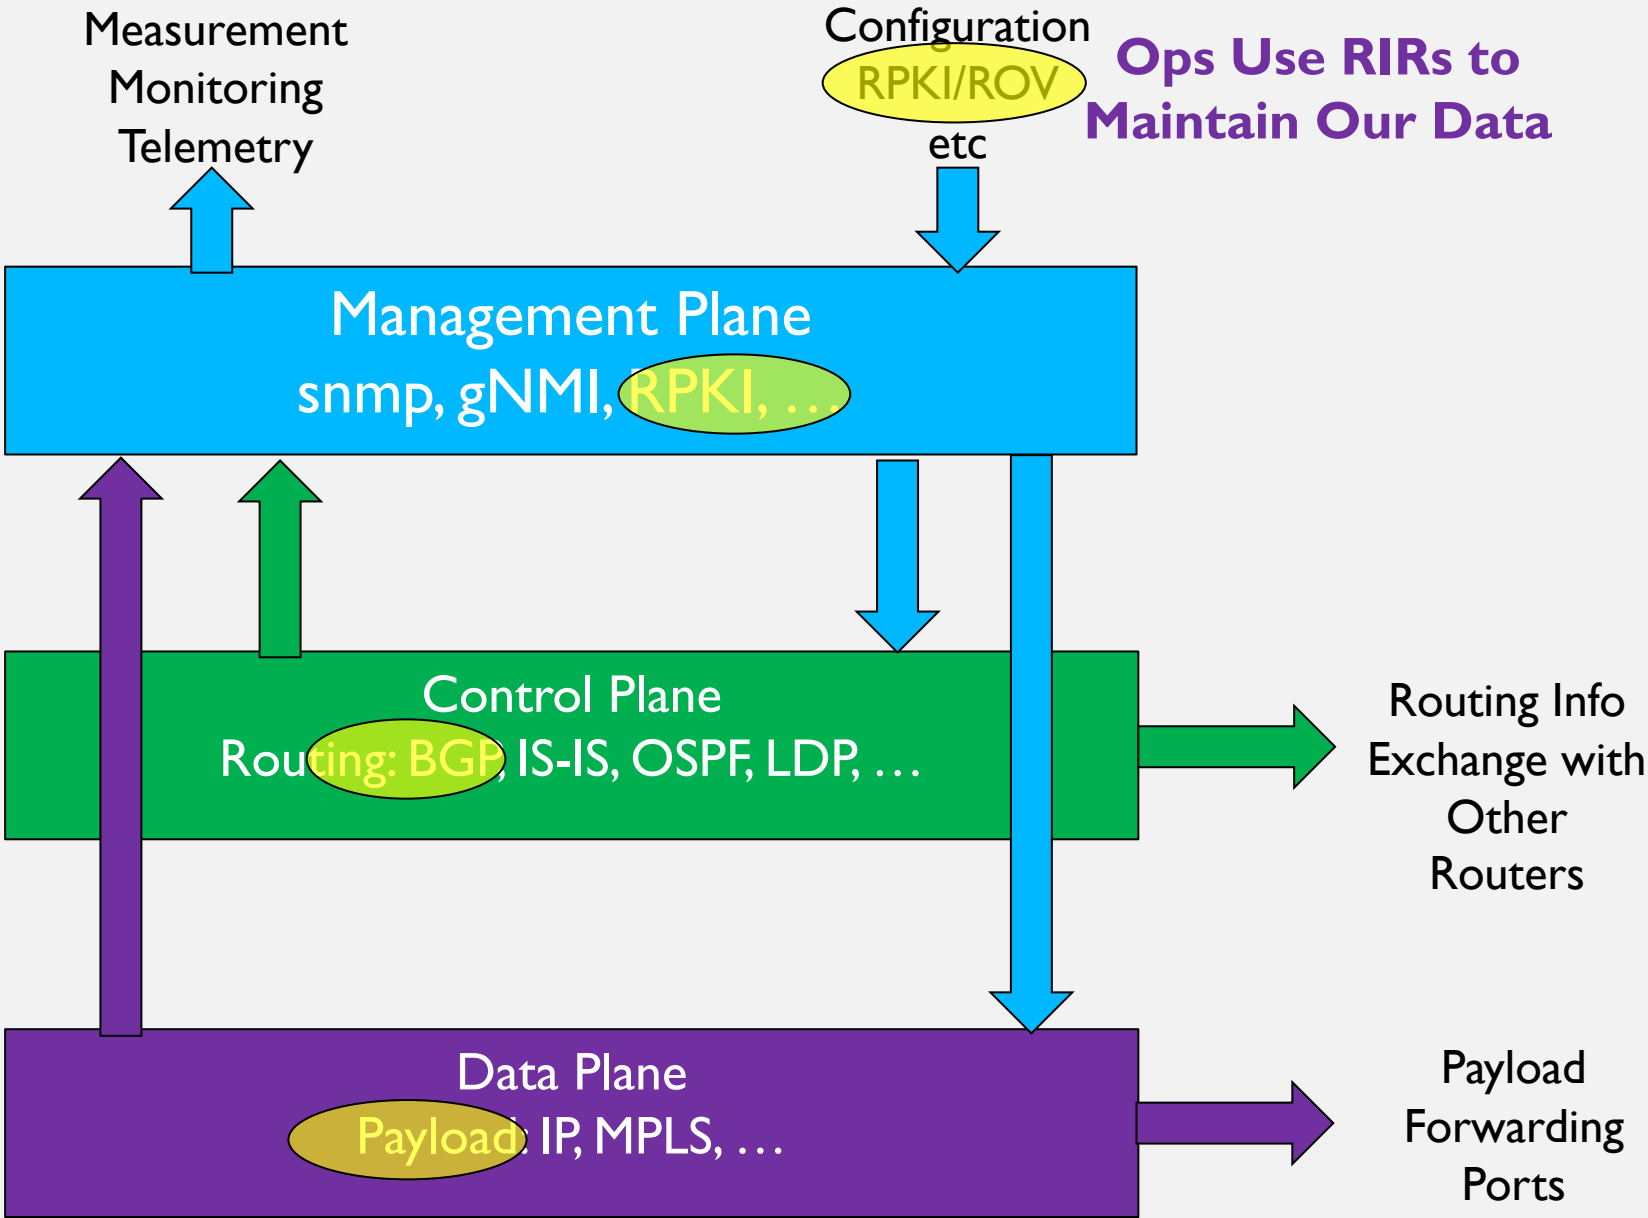 Measurement
Monitoring
Telemetry
Configuration
RPKI/ROV
etc
Ops Use RIRs to
Maintain Our Data
Management Plane
snmp, gNMI, RPKI, …
Control Plane
Routing: BGP, IS-IS, OSPF, LDP, …
Routing Info
Exchange with
Other
Routers
Data Plane
Payload: IP, MPLS, …
Payload
Forwarding
Ports